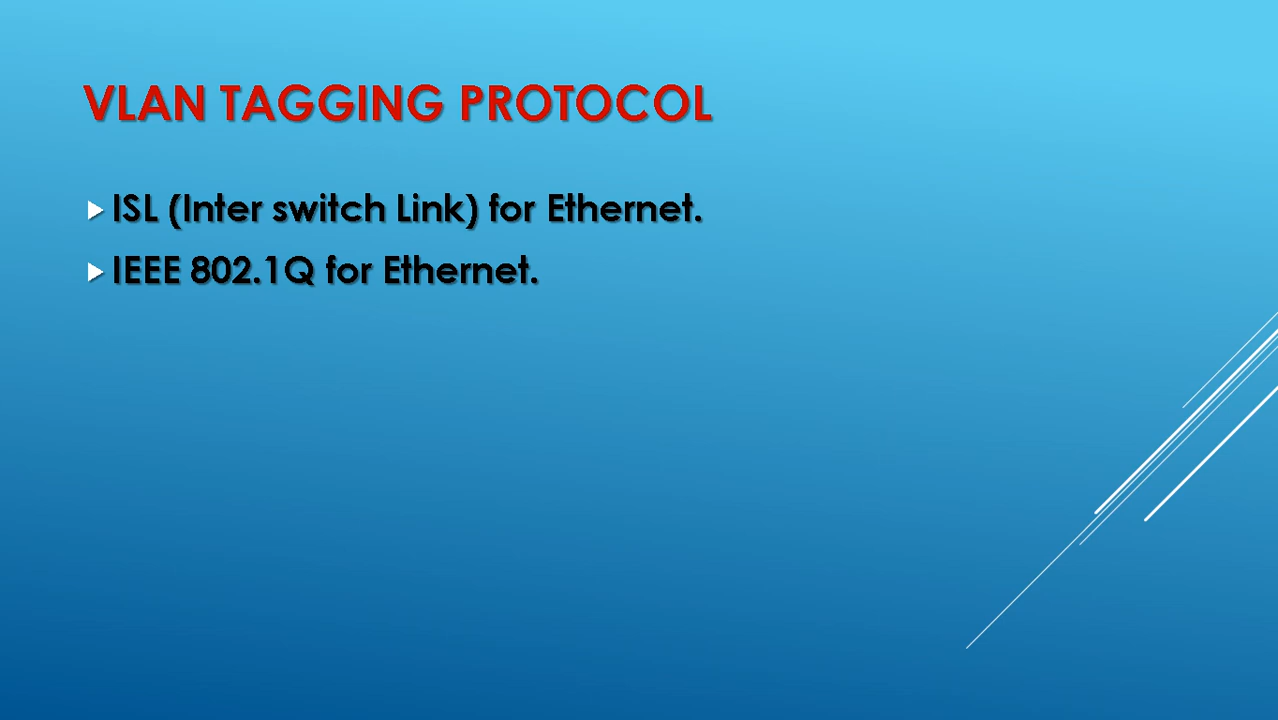 VLAN TAGGING PROTOCOL
ISL (Inter switch Link) for Ethernet.
IEEE 802.1Q for Ethernet.